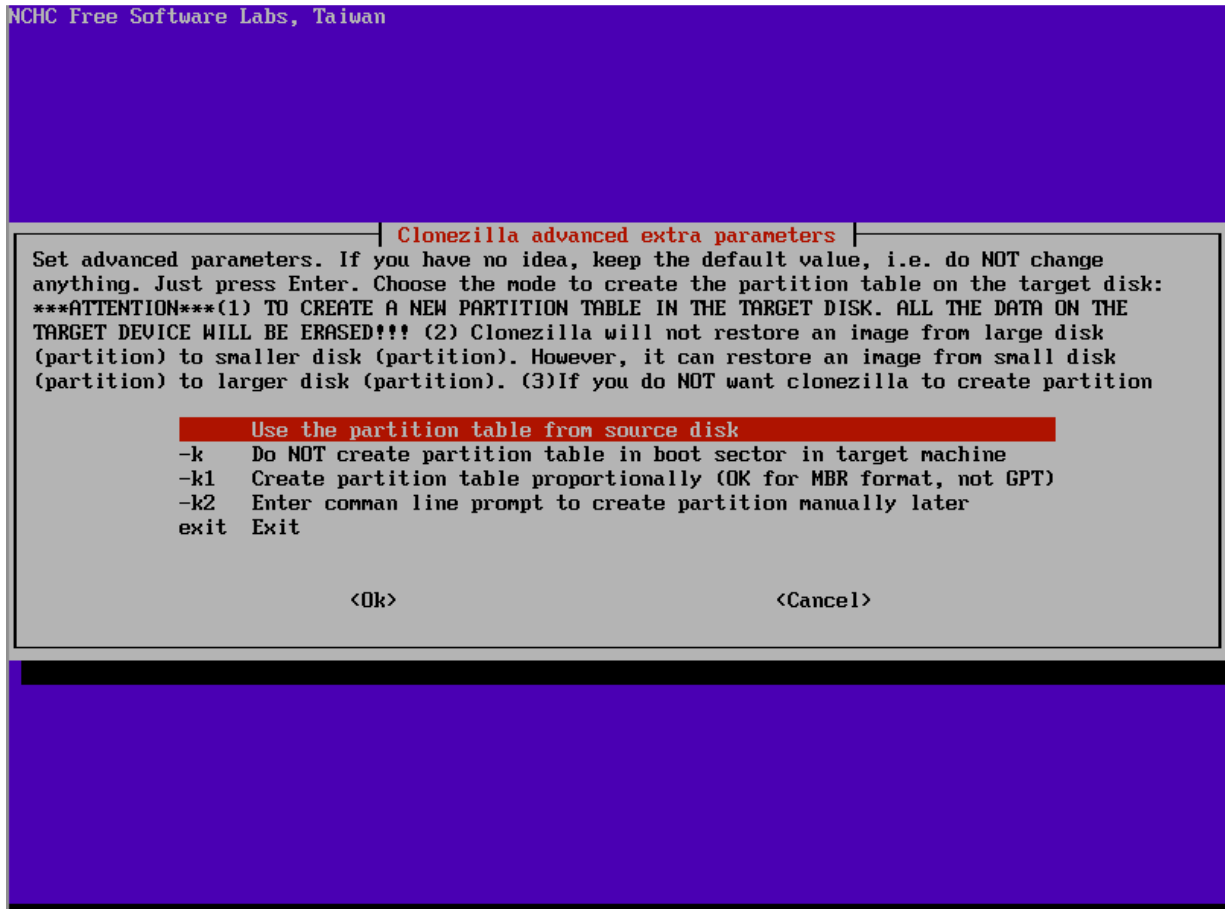 NCHC Free Software Labs, Taiwan
Clonezilla advanced extra parameters
Set advanced parameters. If you have no idea, keep the default value, i.e. do NOT change
anything. Just press Enter. Choose the mode to create the partition table on the target disk:
***ATTENTION***(1) TO CREATE A NEW PARTITION TABLE IN THE TARGET DISK. ALL THE DATA ON THE
TARGET DEVICE WILL BE ERASED!!! (2) Clonezilla will not restore an image from large disk
(partition) to smaller disk (partition). However, it can restore an image from small disk
(partition) to larger disk (partition). (3)If you do NOT want clonezilla to create partition
Use the partition table from source disk
-k Do NOT create partition table in boot sector in target machine
-k1 Create partition table proportionally (OK for MBR format, not GPT)
-k2 Enter comman line prompt to create partition manually later
exit Exit
<Ok> <Cancel>